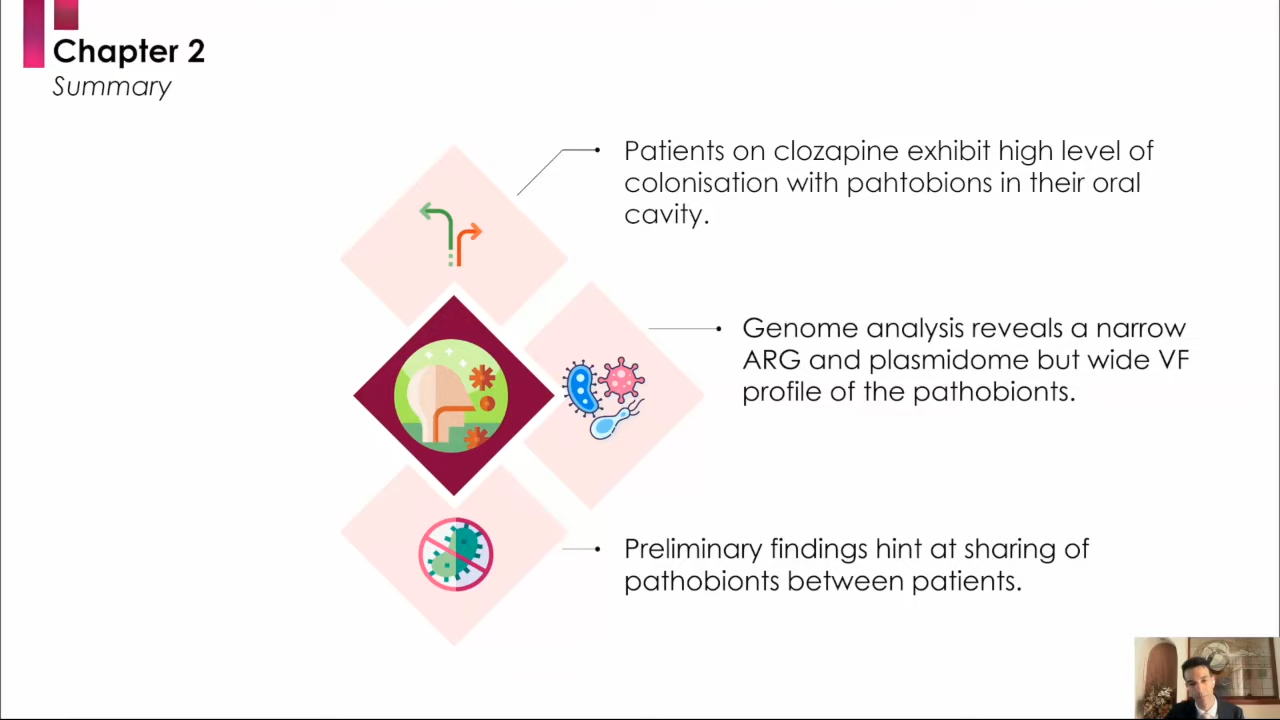 Chapter 2
Summary
Patients on clozapine exhibit high level of
colonisation with pahtobions in their oral
cavity.
Genome analysis reveals a narrow
ARG and plasmidome but wide VF
profile of the pathobionts.
Preliminary findings hint at sharing of
pathobionts between patients.